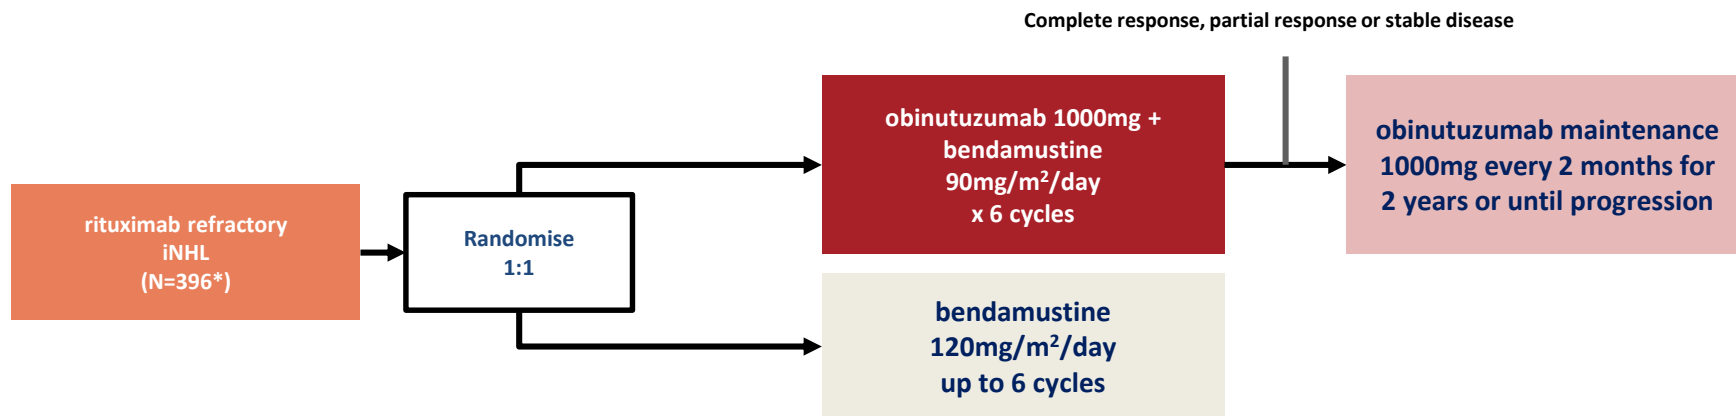 Complete response, partial response or stable disease
rituximab refractory
iNHL
(N=396*)
Randomise
1:1
obinutuzumab 1000mg +
bendamustine
90mg/m²/day
x 6 cycles
obinutuzumab maintenance
1000mg every 2 months for
2 years or until progression
bendamustine
120mg/m²/day
up to 6 cycles